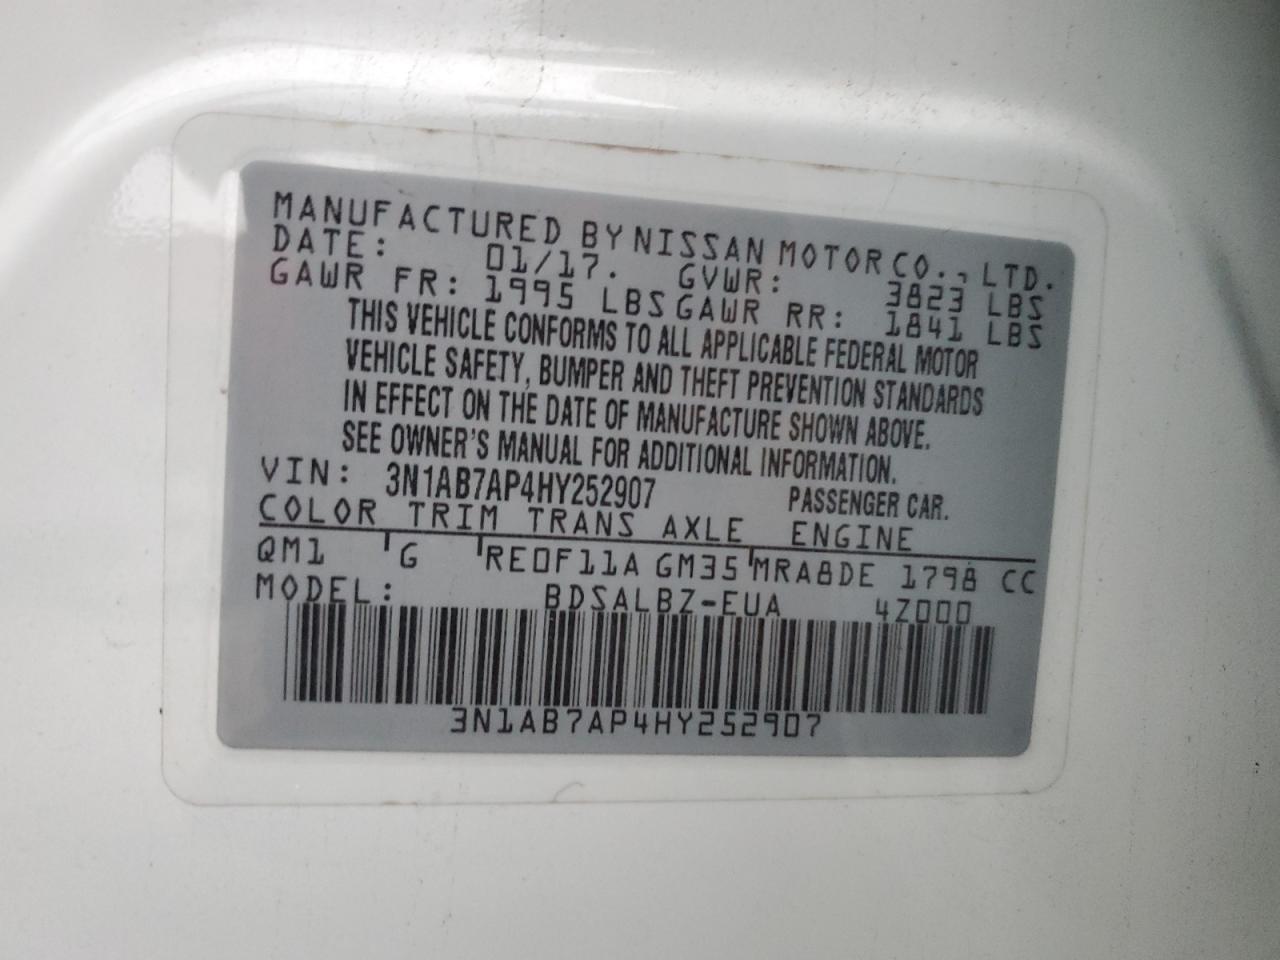 MANUFACTURED BY NISSAN MOTOR CO., LTD.
DATE: 01/17. GVWR: 3823 LBS
GAWR FR: 1995 LBS GAWR RR: 1841 LBS
THIS VEHICLE CONFORMS TO ALL APPLICABLE FEDERAL MOTOR
VEHICLE SAFETY, BUMPER AND THEFT PREVENTION STANDARDS
IN EFFECT ON THE DATE OF MANUFACTURE SHOWN ABOVE.
SEE OWNER'S MANUAL FOR ADDITIONAL INFORMATION.
VIN: 3N1AB7AP4HY252907 PASSENGER CAR.
COLOR TRIM TRANS AXLE ENGINE
QM1 G RE0F11A GM35 MRA8DE 1798 CC
MODEL: BDSALBZ-EUA 4Z000
3N1AB7AP4HY252907